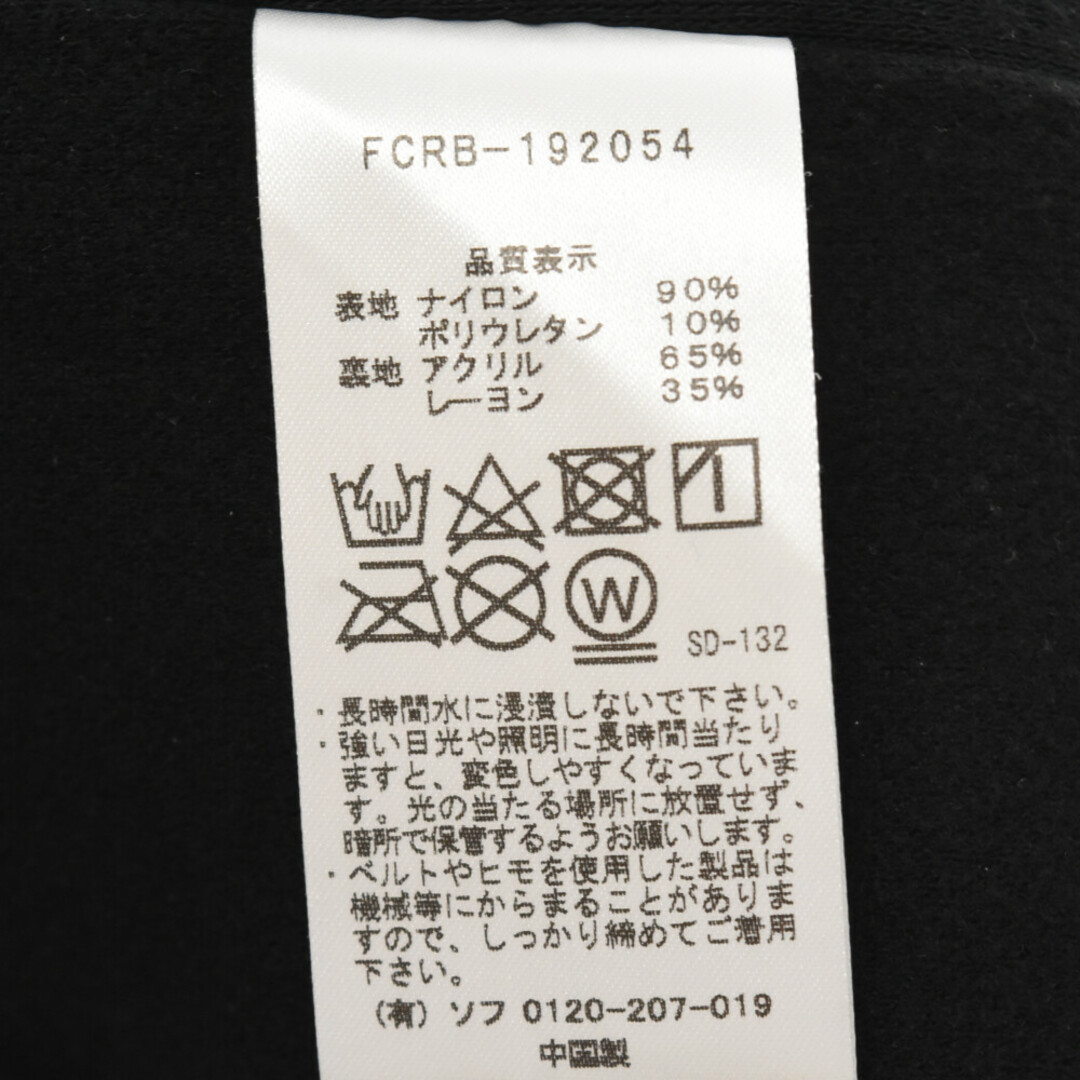 FCRB-192054
品質表示
表地 ナイロン 90%
ポリウレタン 10%
裏地 アクリル 65%
レーヨン 35%
W
SD-132
・長時間水に浸漬しないで下さい。
・強い日光や照明に長時間当たり
ますと、変色しやすくなっていま
す。光の当たる場所に放置せず、
暗所で保管するようお願いします。
・ベルトやヒモを使用した製品は
機械等にからまることがありま
すので、しっかり締めてご着用
下さい。
(有) ソフ 0120-207-019
中国製